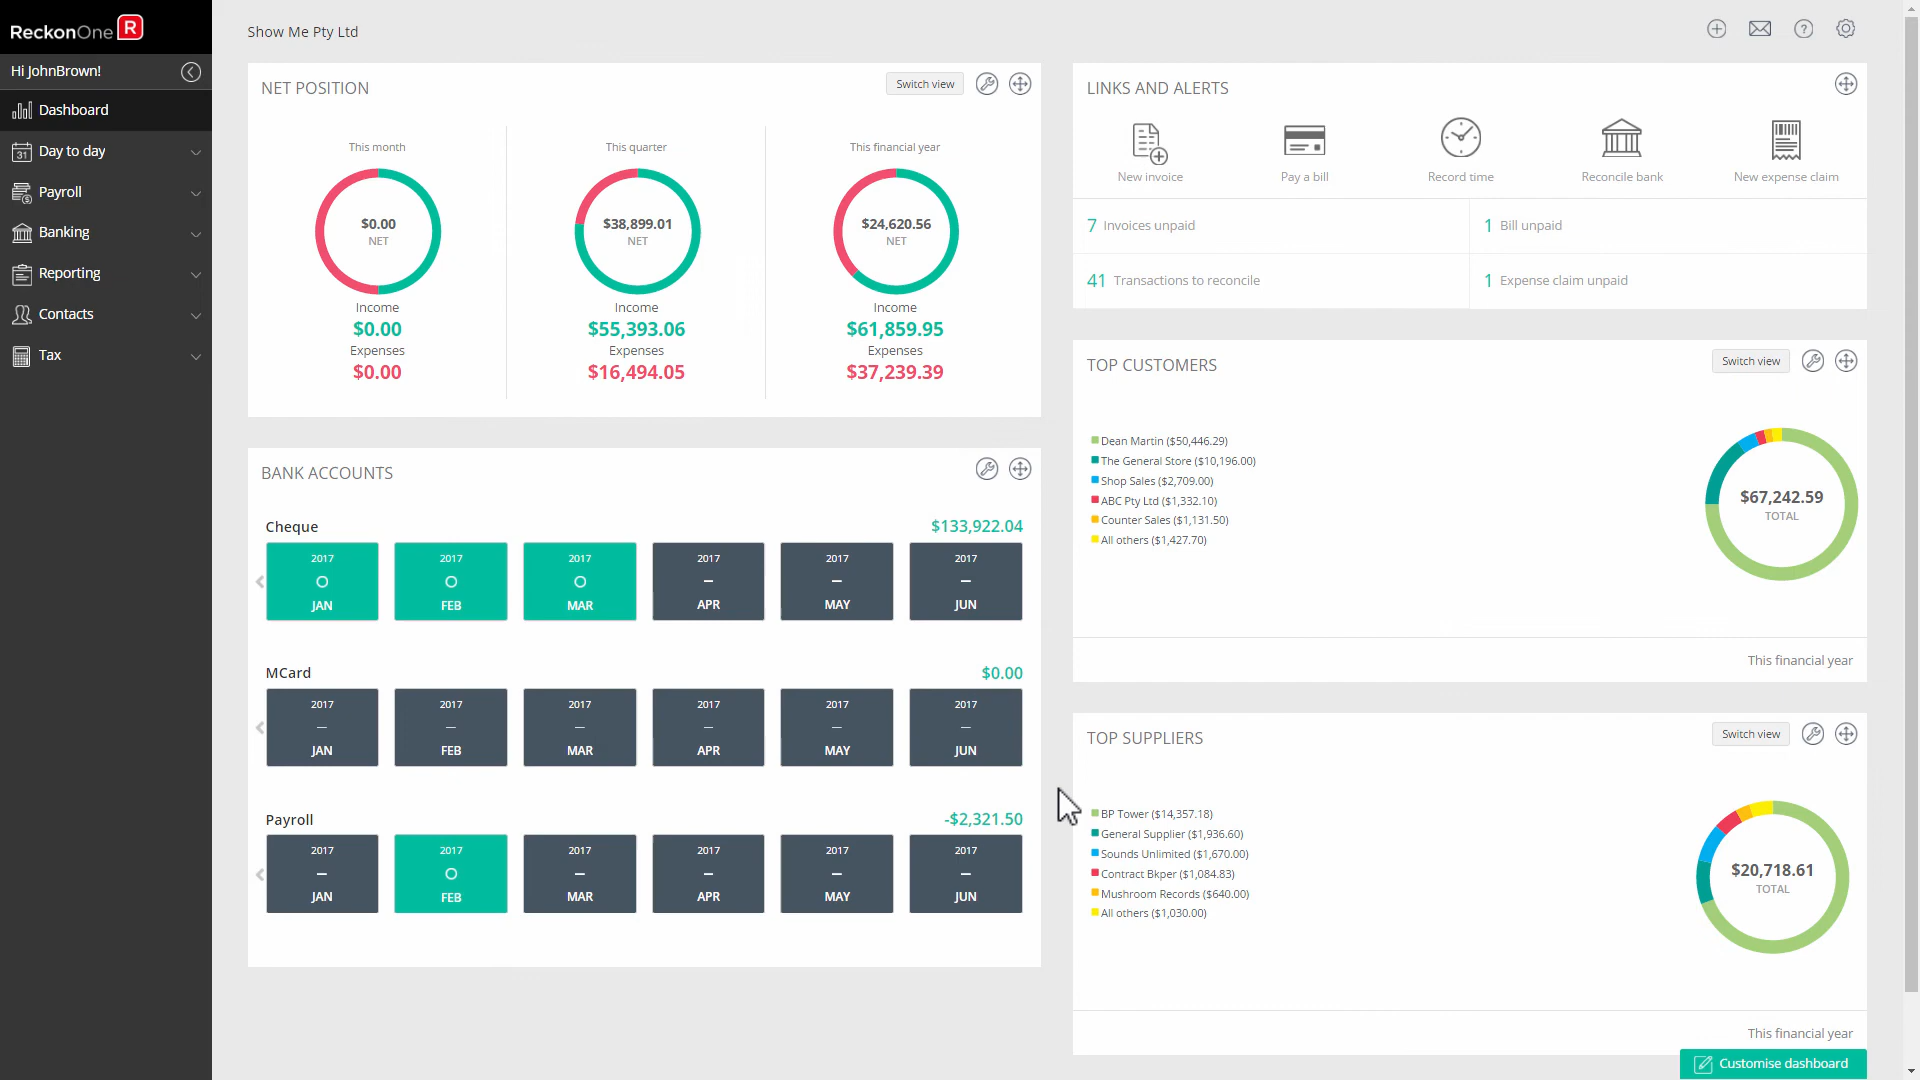 ReckonOne R
Hi JohnBrown!
Dashboard
31 Day to day
Payroll
Banking
Reporting
Contacts
Tax
Show Me Pty Ltd
NET POSITION
Switch view
This month
$0.00
NET
Income
$0.00
Expenses
$0.00
This quarter
$38,899.01
NET
Income
$55,393.06
Expenses
$16,494.05
This financial year
$24,620.56
NET
Income
$61,859.95
Expenses
$37,239.39
BANK ACCOUNTS
Cheque $133,922.04
2017 2017 2017 2017 2017 2017
JAN FEB MAR APR MAY JUN
MCard $0.00
2017 2017 2017 2017 2017 2017
JAN FEB MAR APR MAY JUN
Payroll -$2,321.50
2017 2017 2017 2017 2017 2017
JAN FEB MAR APR MAY JUN
LINKS AND ALERTS
New invoice Pay a bill Record time Reconcile bank New expense claim
7 Invoices unpaid 1 Bill unpaid
41 Transactions to reconcile 1 Expense claim unpaid
TOP CUSTOMERS
Switch view
Dean Martin ($50,446.29)
The General Store ($10,196.00)
Shop Sales ($2,709.00)
ABC Pty Ltd ($1,332.10)
Counter Sales ($1,131.50)
All others ($1,427.70)
$67,242.59
TOTAL
This financial year
TOP SUPPLIERS
Switch view
BP Tower ($14,357.18)
General Supplier ($1,936.60)
Sounds Unlimited ($1,670.00)
Contract Bkper ($1,084.83)
Mushroom Records ($640.00)
All others ($1,030.00)
$20,718.61
TOTAL
This financial year
Customise dashboard